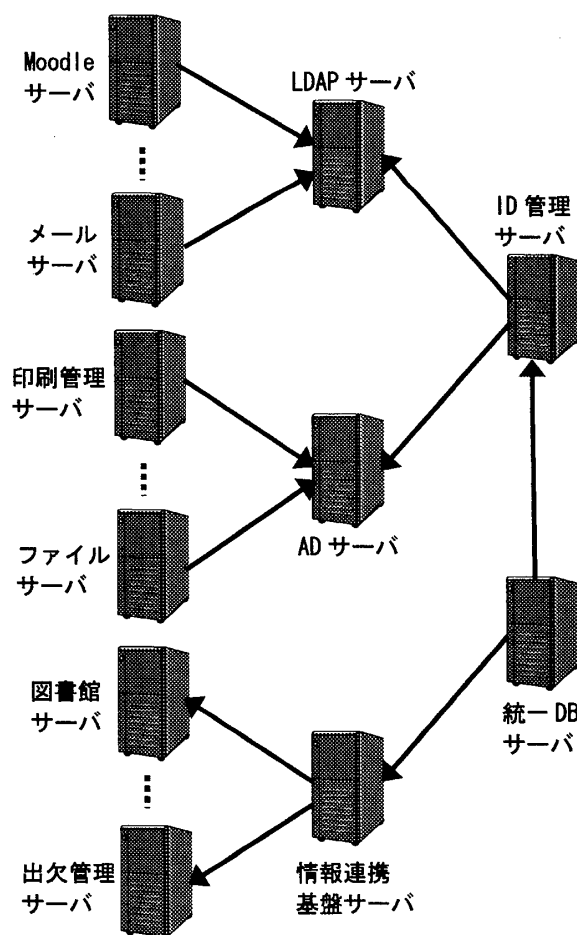 Moodle
サーバ
LDAP サーバ
メール
サーバ
ID 管理
サーバ
印刷管理
サーバ
ファイル
サーバ
AD サーバ
図書館
サーバ
統一 DB
サーバ
出欠管理
サーバ
情報連携
基盤サーバ